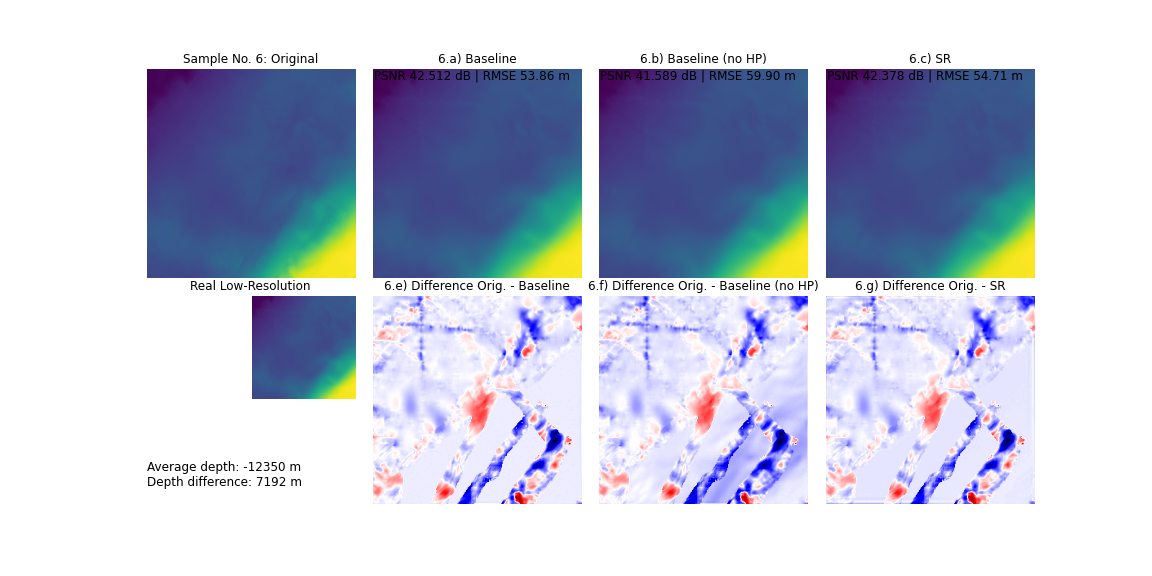 Sample No. 6: Original
6.a) Baseline
6.b) Baseline (no HP)
6.c) SR
PSNR 42.512 dB | RMSE 53.86 m
PSNR 41.589 dB | RMSE 59.90 m
PSNR 42.378 dB | RMSE 54.71 m
Real Low-Resolution
6.e) Difference Orig. - Baseline
6.f) Difference Orig. - Baseline (no HP)
6.g) Difference Orig. - SR
Average depth: -12350 m
Depth difference: 7192 m